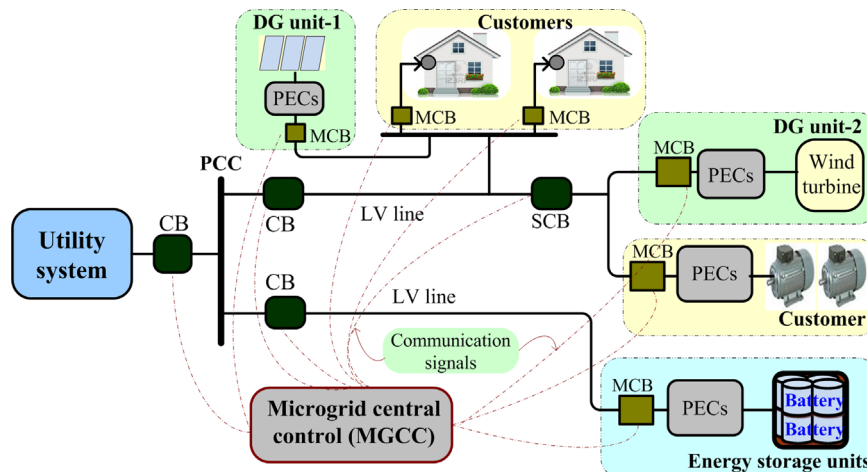 DG unit-1
Customers
PECs
MCB
MCB
MCB
DG unit-2
MCB
PECs
Wind
turbine
PCC
CB
CB
LV line
SCB
Utility
system
MCB
PECs
Customer
CB
LV line
Communication
signals
Microgrid central
control (MGCC)
MCB
PECs
Battery
Battery
Energy storage units